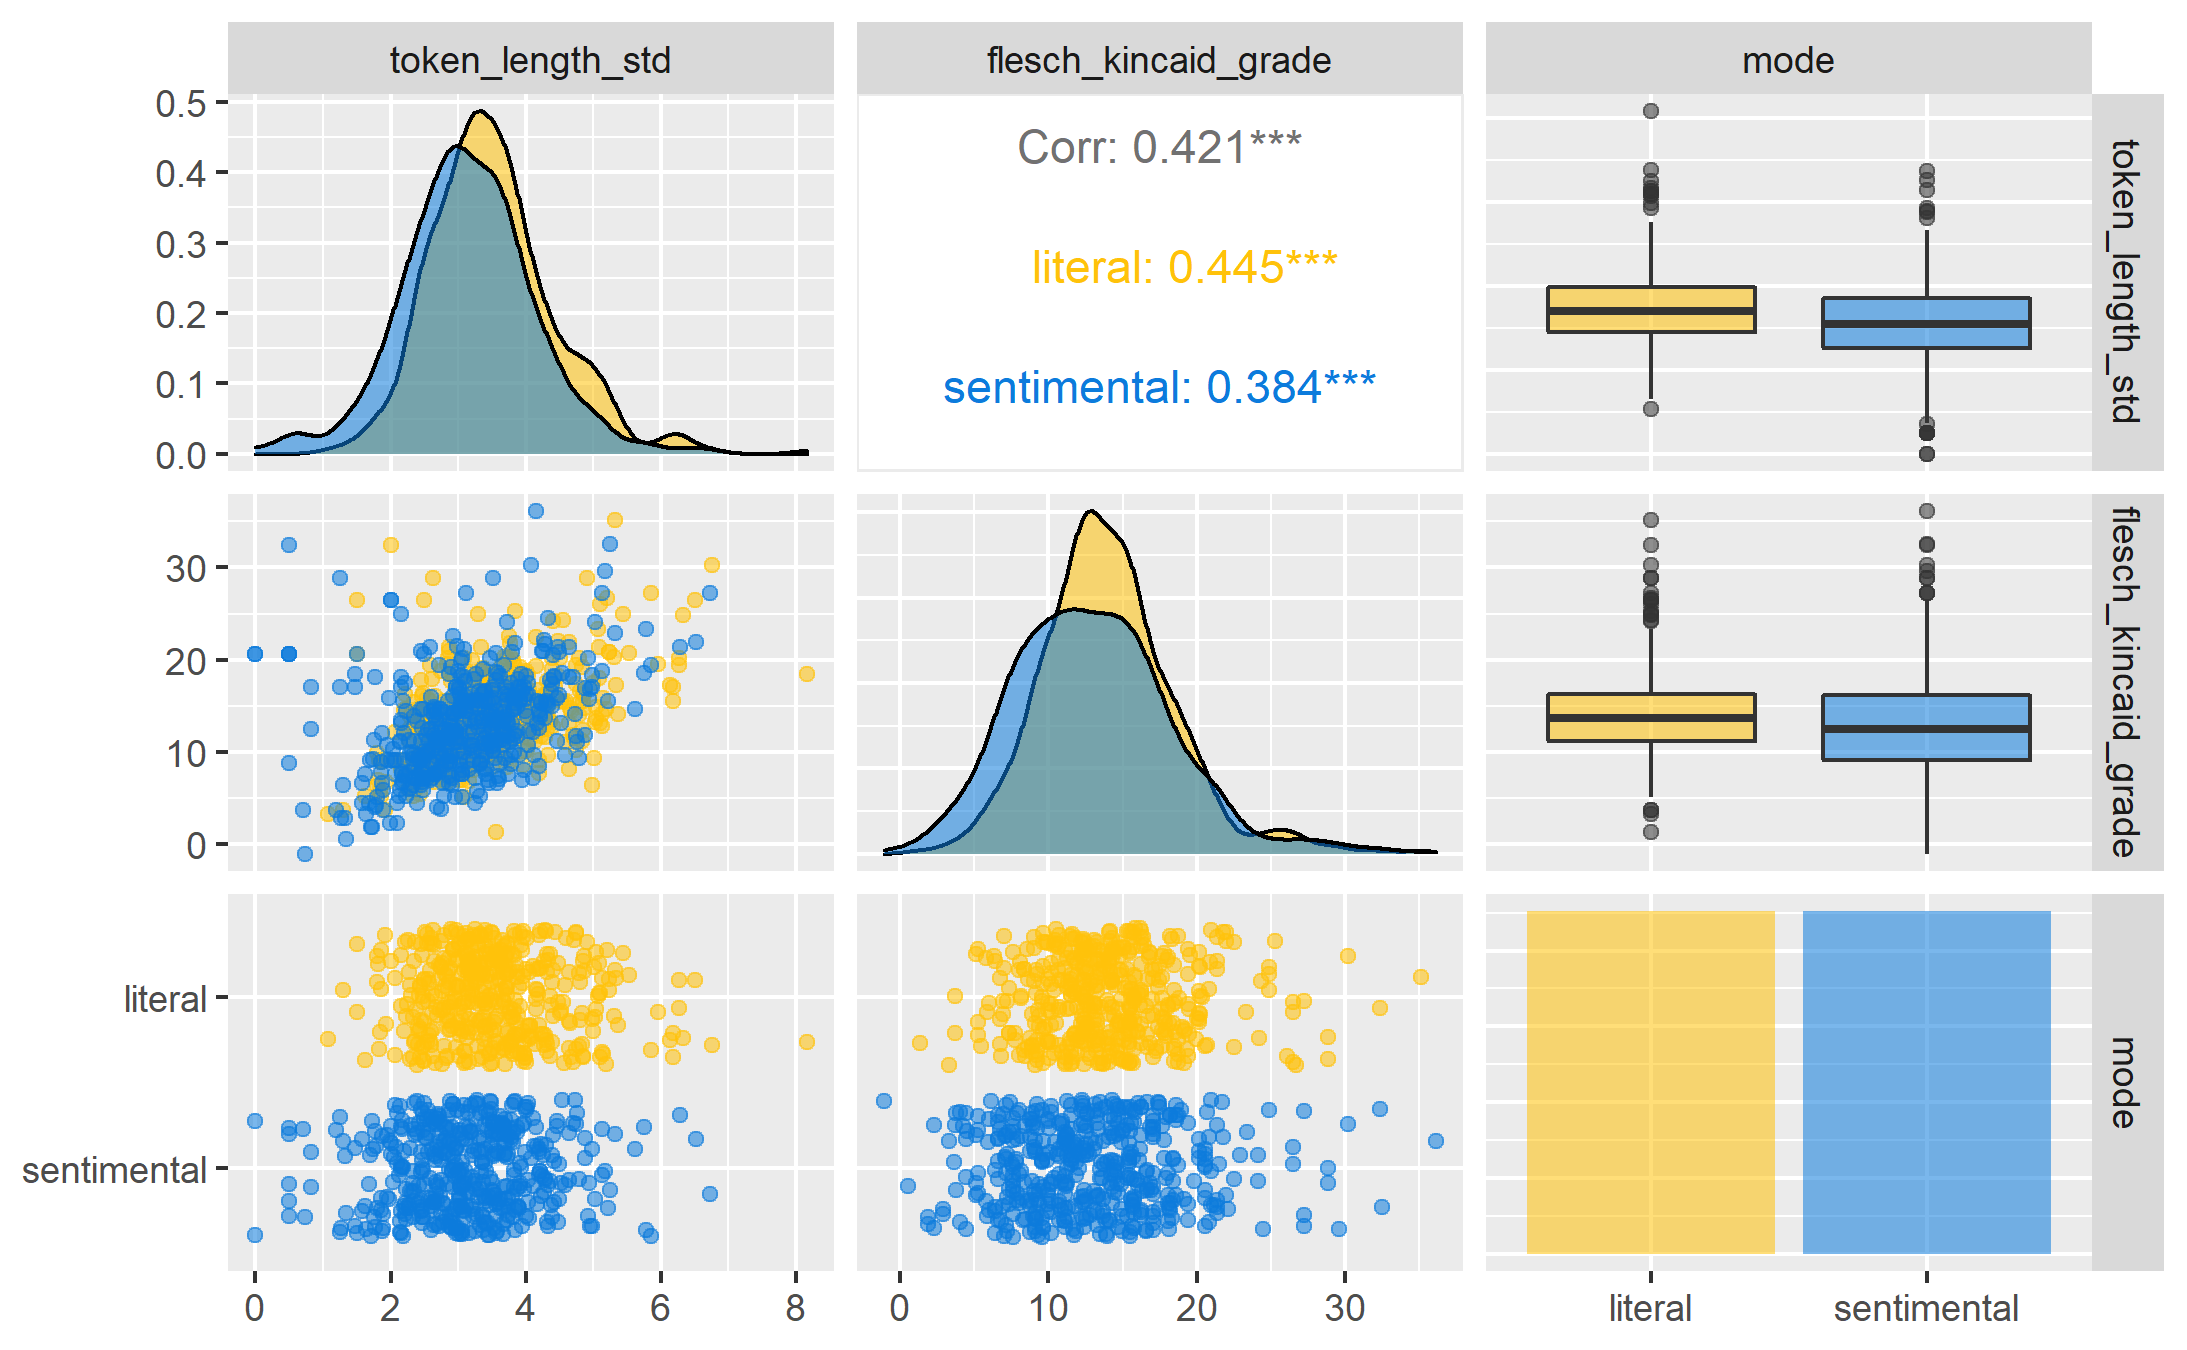 token_length_std
flesch_kincaid_grade
mode
0.5
0.4
0.3
0.2
0.1
0.0
Corr: 0.421***
literal: 0.445***
sentimental: 0.384***
token_length_std
30
20
10
0
flesch_kincaid_grade
literal
sentimental
mode
0 2 4 6 8
0 10 20 30
literal sentimental